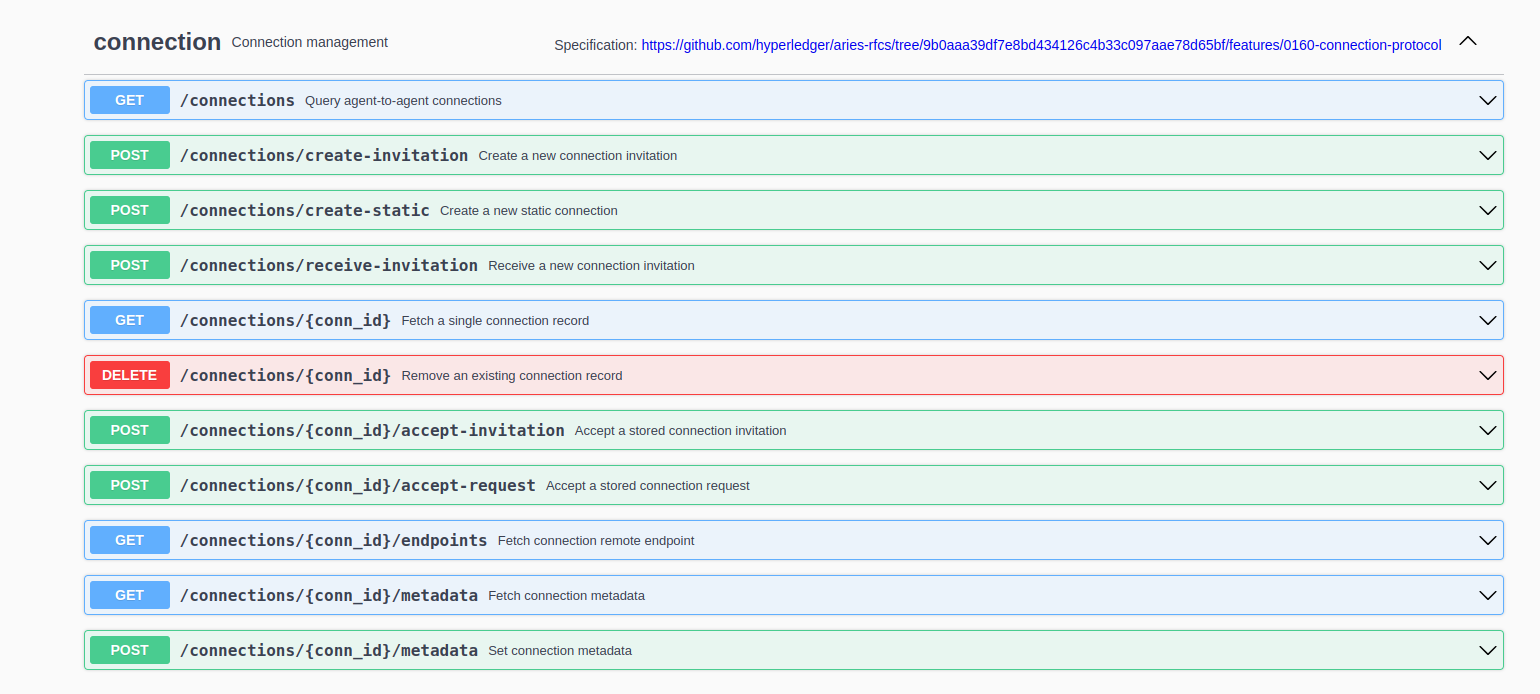 connection Connection management Specification: https://github.com/hyperledger/aries-rfcs/tree/9b0aaa39df7e8bd434126c4b33c097aae78d65bf/features/0160-connection-protocol
GET /connections Query agent-to-agent connections
POST /connections/create-invitation Create a new connection invitation
POST /connections/create-static Create a new static connection
POST /connections/receive-invitation Receive a new connection invitation
GET /connections/{conn_id} Fetch a single connection record
DELETE /connections/{conn_id} Remove an existing connection record
POST /connections/{conn_id}/accept-invitation Accept a stored connection invitation
POST /connections/{conn_id}/accept-request Accept a stored connection request
GET /connections/{conn_id}/endpoints Fetch connection remote endpoint
GET /connections/{conn_id}/metadata Fetch connection metadata
POST /connections/{conn_id}/metadata Set connection metadata